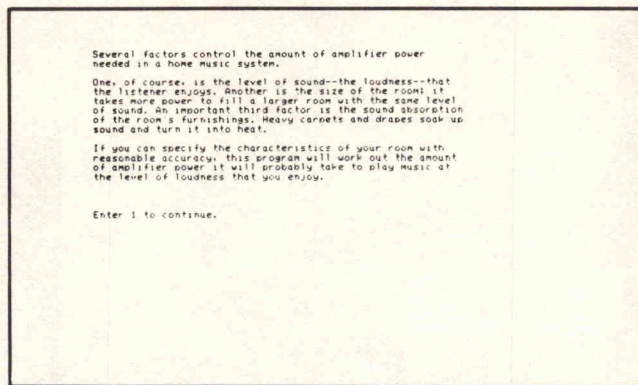 Several factors control the amount of amplifier power
needed in a home music system.
One, of course, is the level of sound--the loudness--that
the listener enjoys. Another is the size of the room; it
takes more power to fill a larger room with the same level
of sound. An important third factor is the sound absorption
of the room's furnishings. Heavy carpets and drapes soak up
sound and turn it into heat.
If you can specify the characteristics of your room with
reasonable accuracy, this program will work out the amount
of amplifier power it will probably take to play music at
the level of loudness that you enjoy.
Enter 1 to continue.